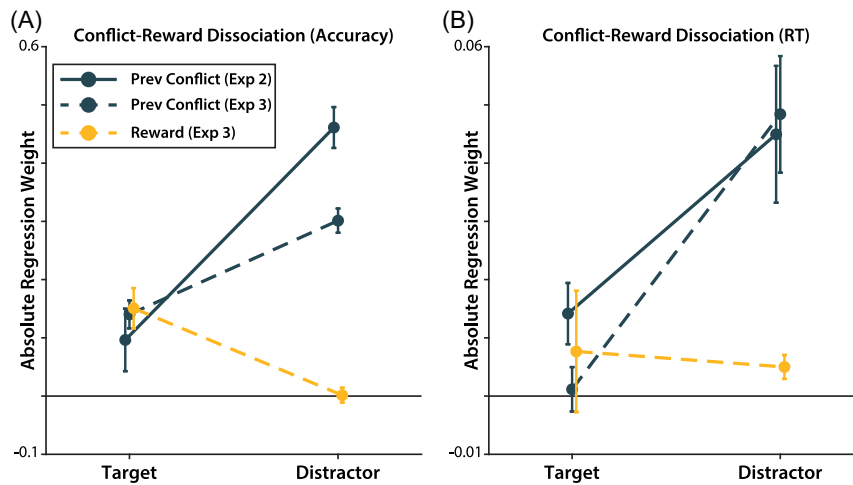 (A)
Conflict-Reward Dissociation (Accuracy)
0.6
Prev Conflict (Exp 2)
Prev Conflict (Exp 3)
Reward (Exp 3)
Absolute Regression Weight
-0.1
Target
Distractor
(B)
Conflict-Reward Dissociation (RT)
0.06
Absolute Regression Weight
-0.01
Target
Distractor